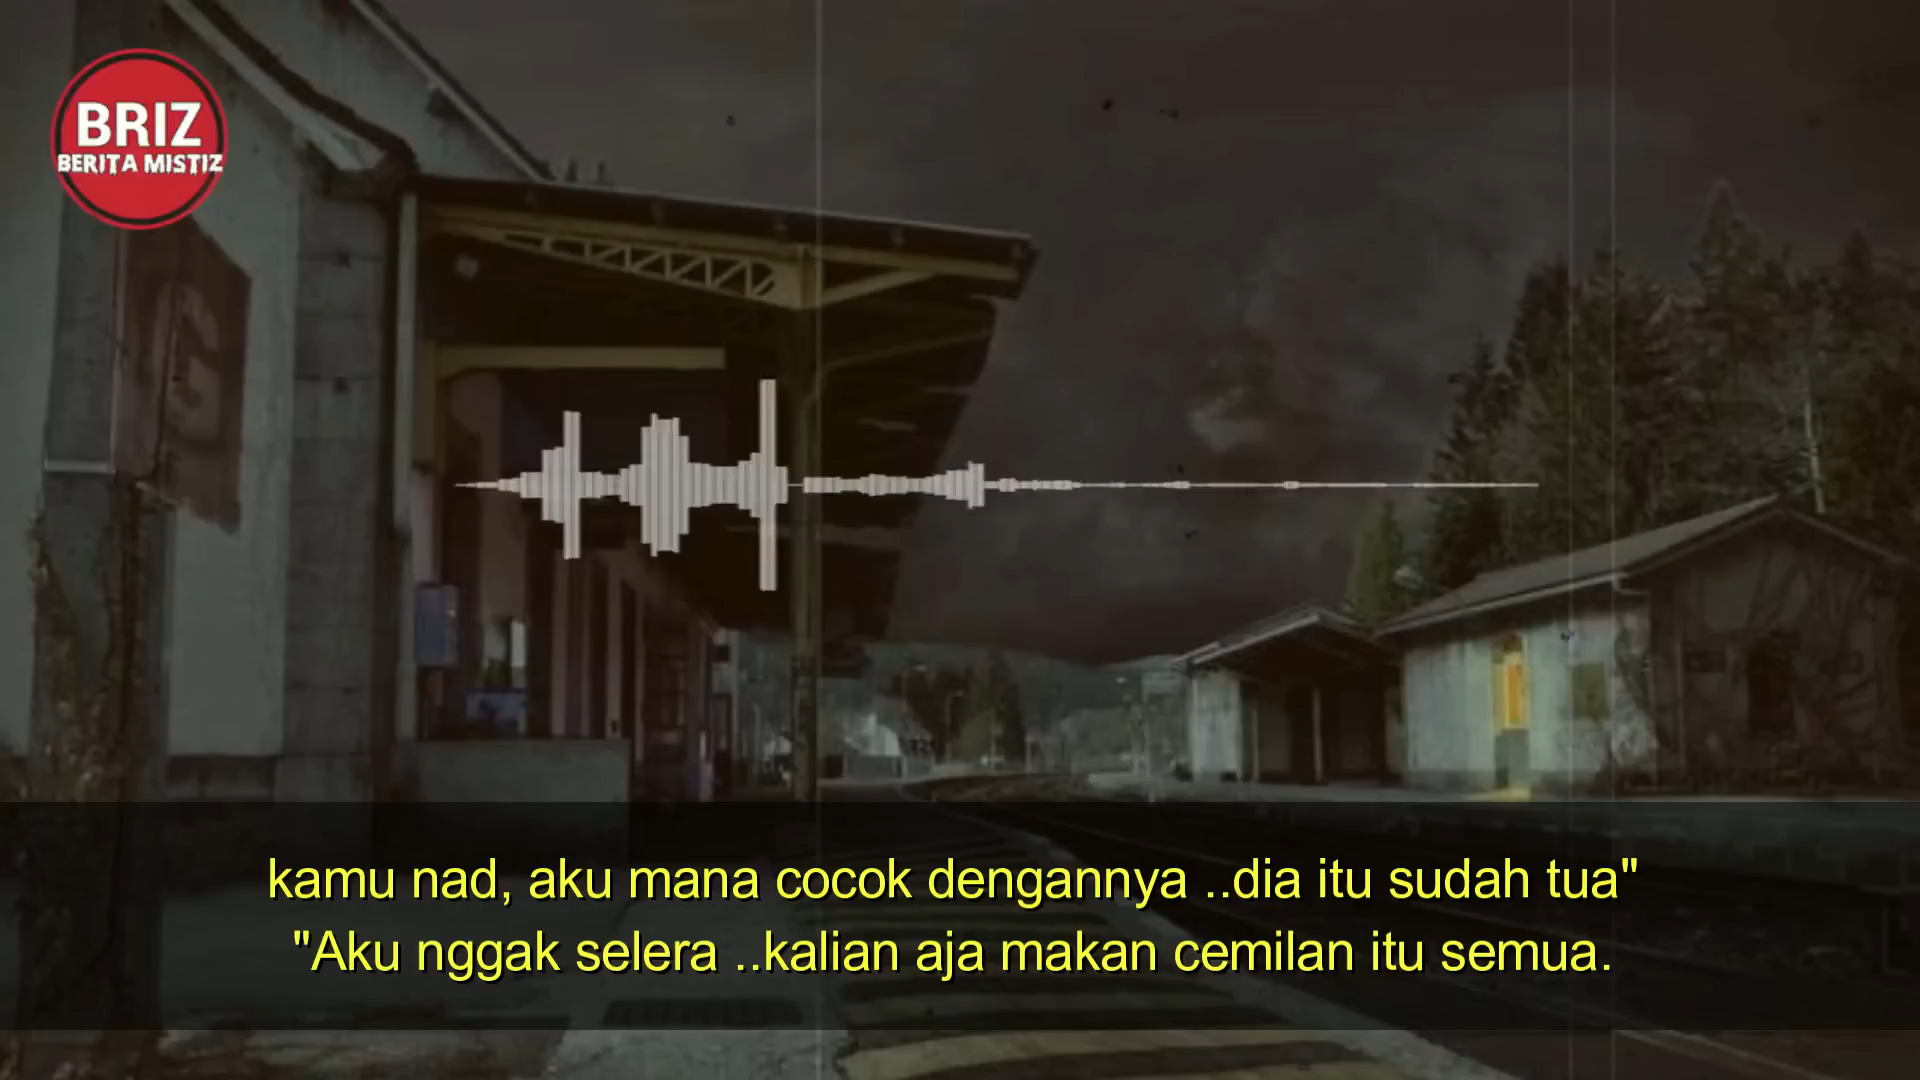 BRIZ
BERITA MISTIZ
kamu nad, aku mana cocok dengannya ..dia itu sudah tua"
"Aku nggak selera ..kalian aja makan cemilan itu semua.